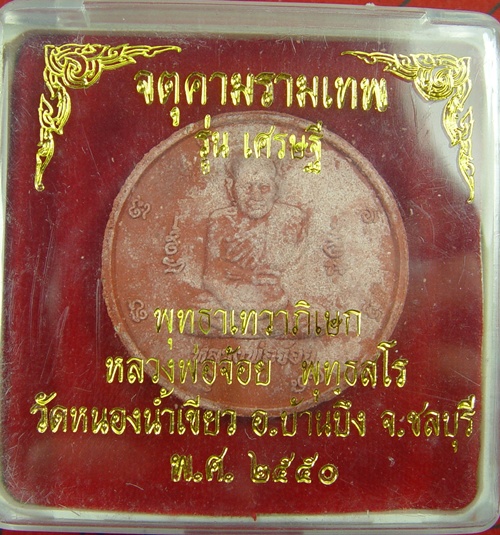 จตุคามรามเทพ
รุ่น เศรษฐี
พุทธาเทวาภิเษก
หลวงพ่อจ้อย พุทธสโร
วัดหนองน้ำเขียว อ.บ้านบึง จ.ชลบุรี
พ.ศ. ๒๕๕๐